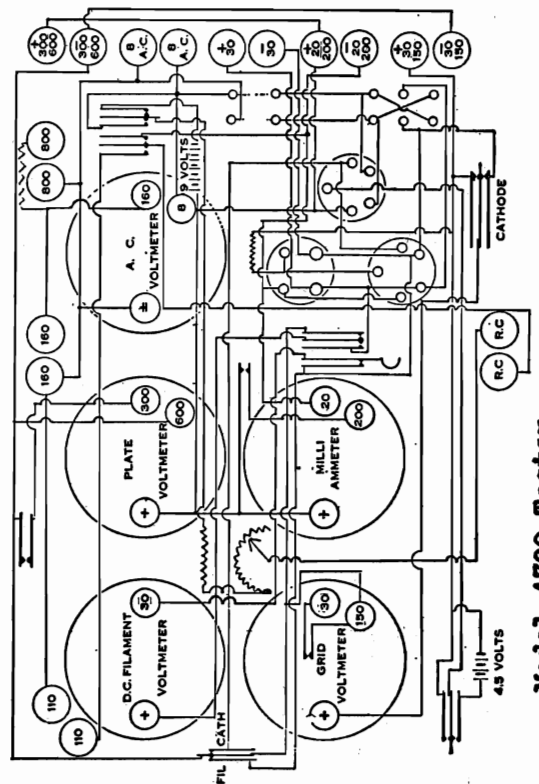 + 300 600
- 300 600
8 A.C.
8 A.C.
+ 30
- 30
+ 20 200
- 20 200
+ 30 150
- 30 150
800
800
160
160
110
110
9 VOLTS
A. C.
VOLTMETER
±
160
8
PLATE
VOLTMETER
+
300
600
D.C. FILAMENT
VOLTMETER
+
30
MILLI
AMMETER
+
20
200
GRID
VOLTMETER
+
30
150
FIL
CATH
CATHODE
R.C
R.C
4.5 VOLTS
Tester